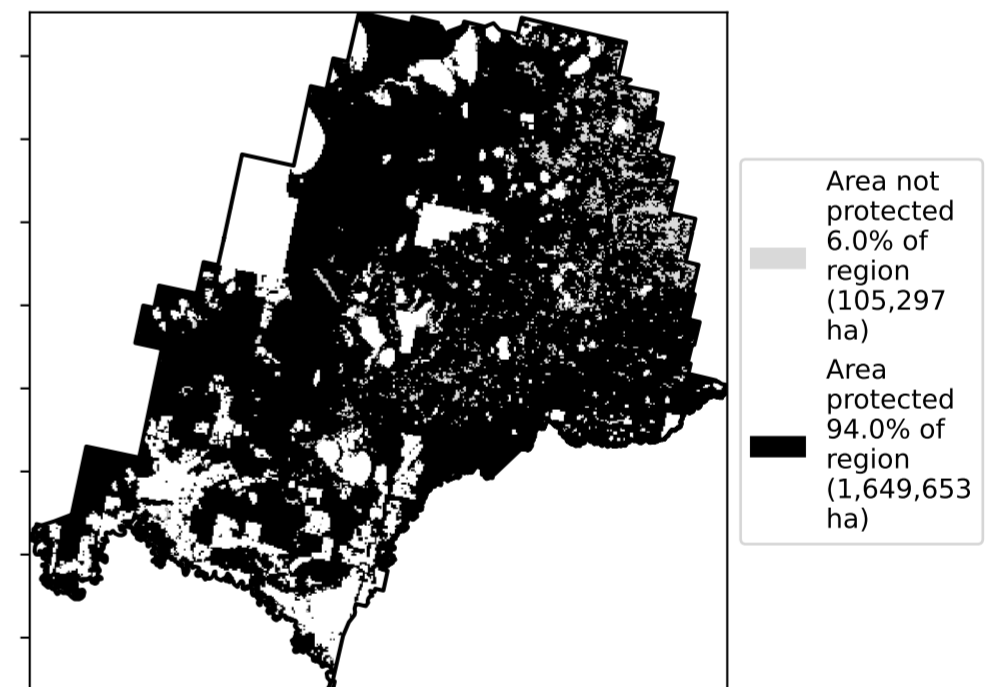 Area not
protected
6.0% of
region
(105,297
ha)
Area
protected
94.0% of
region
(1,649,653
ha)